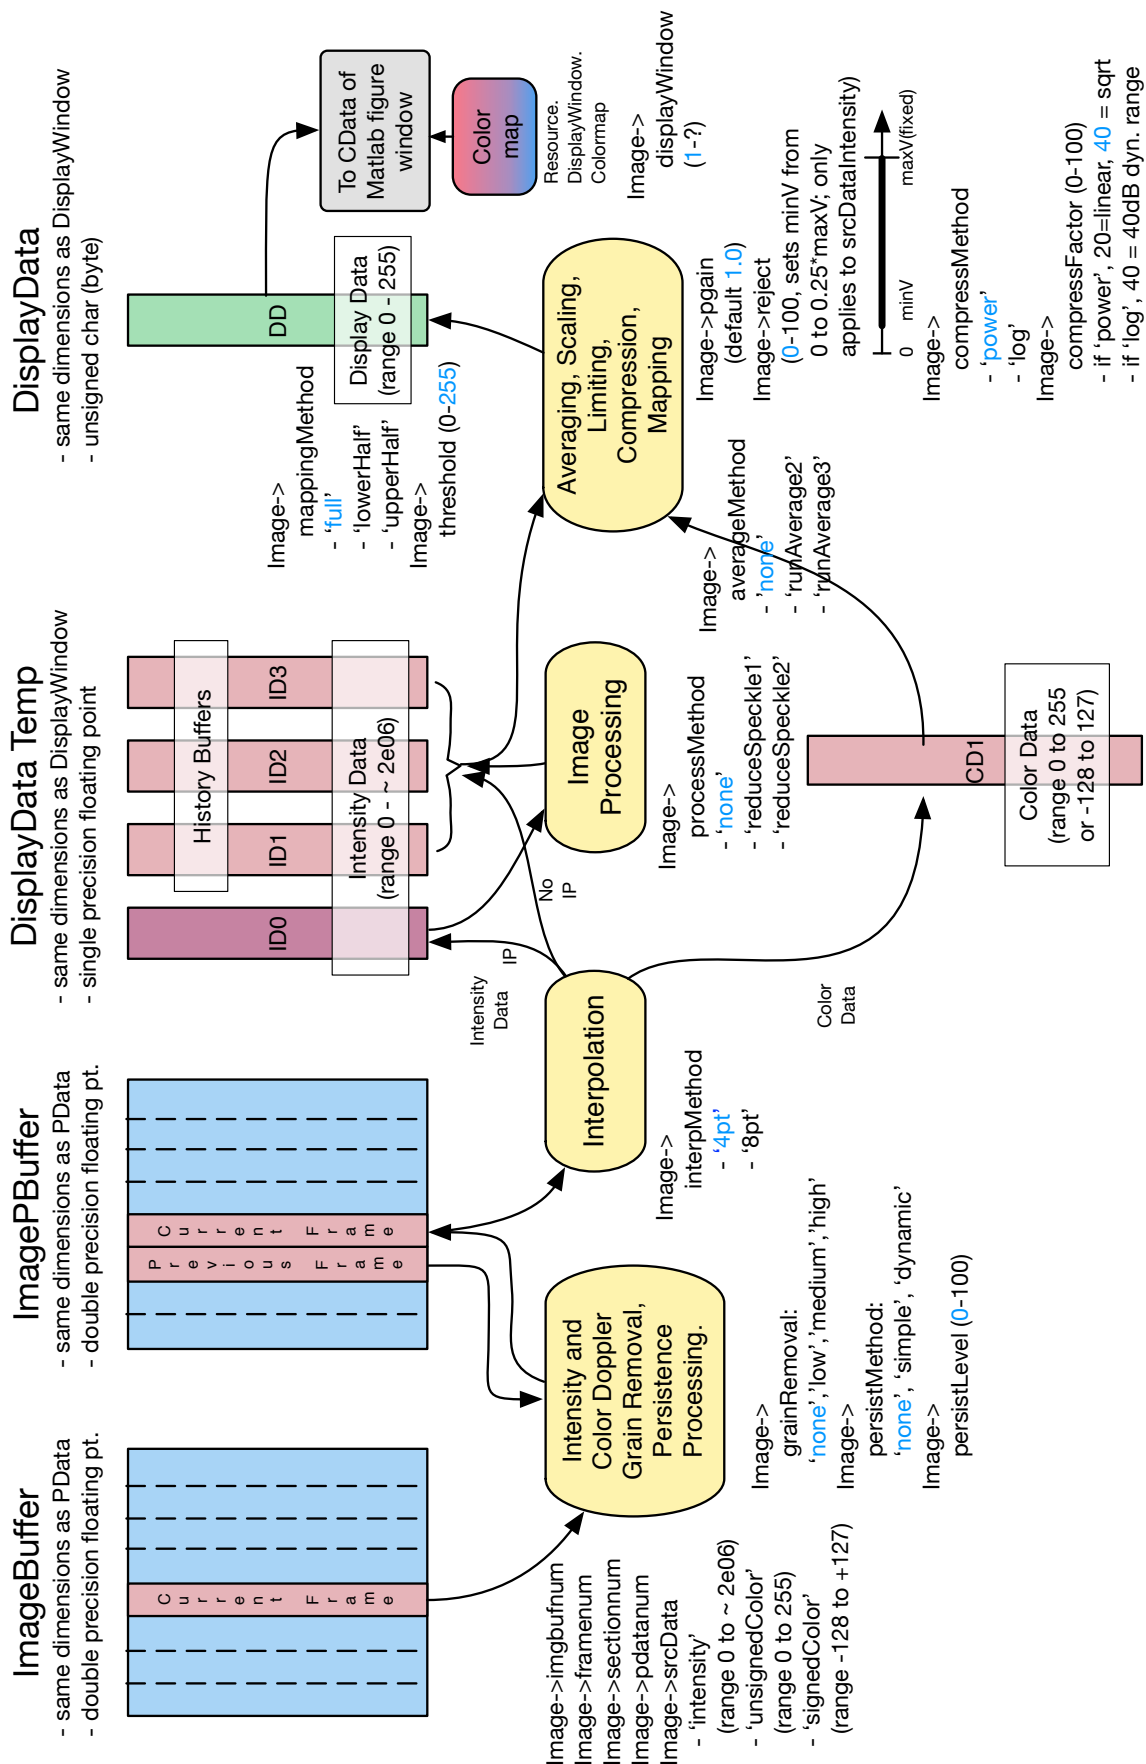 ImageBuffer
- same dimensions as PData
- double precision floating pt.
Current Frame
Image->imgbufnum
Image->framenum
Image->sectionnum
Image->pdatanum
Image->srcData
- 'intensity'
(range 0 to ~ 2e06)
- 'unsignedColor'
(range 0 to 255)
- 'signedColor'
(range -128 to +127)
ImagePBuffer
- same dimensions as PData
- double precision floating pt.
Previous Frame
Current Frame
Intensity and
Color Doppler
Grain Removal,
Persistence
Processing.
Image->
grainRemoval:
'none','low','medium','high'
Image->
persistMethod:
'none', 'simple', 'dynamic'
Image->
persistLevel (0-100)
Interpolation
Image->
interpMethod
- '4pt'
- '8pt'
DisplayData Temp
- same dimensions as DisplayWindow
- single precision floating point
ID0
ID1
ID2
ID3
History Buffers
Intensity Data
(range 0 - ~ 2e06)
Intensity
Data
IP
No
IP
Color
Data
Image
Processing
Image->
processMethod
- 'none'
- 'reduceSpeckle1'
- 'reduceSpeckle2'
CD1
Color Data
(range 0 to 255
or -128 to 127)
DisplayData
- same dimensions as DisplayWindow
- unsigned char (byte)
DD
Display Data
(range 0 - 255)
Image->
mappingMethod
- 'full'
- 'lowerHalf'
- 'upperHalf'
Image->
threshold (0-255)
To CData of
Matlab figure
window
Color
map
Resource.
DisplayWindow.
Colormap
Image->
displayWindow
(1-?)
Averaging, Scaling,
Limiting,
Compression,
Mapping
Image->
averageMethod
- 'none'
- 'runAverage2'
- 'runAverage3'
Image->pgain
(default 1.0)
Image->reject
(0-100, sets minV from
0 to 0.25*maxV; only
applies to srcDataIntensity)
0 minV maxV(fixed)
Image->
compressMethod
- 'power'
- 'log'
Image->
compressFactor (0-100)
- if 'power', 20=linear, 40 = sqrt
- if 'log', 40 = 40dB dyn. range